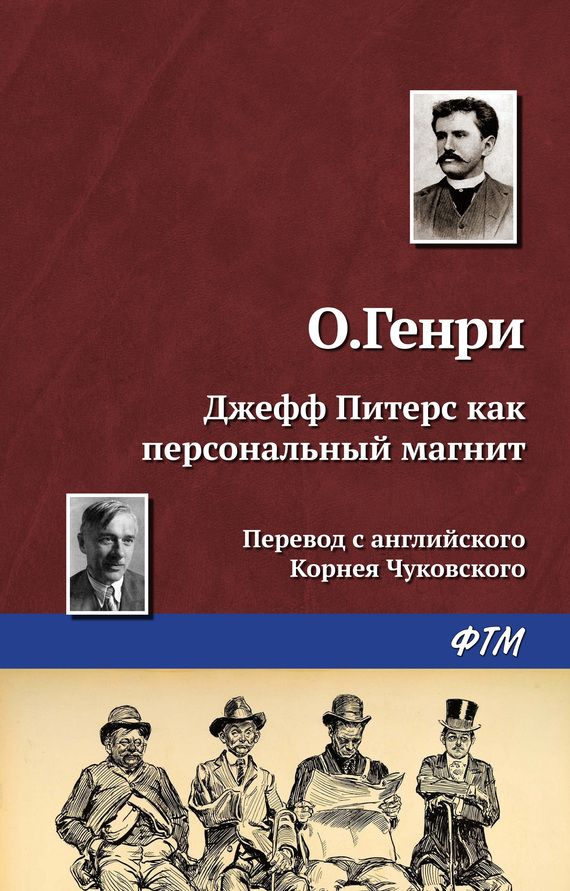 О.Генри
Джефф Питерс как
персональный магнит
Перевод с английского
Корнея Чуковского
ФТМ